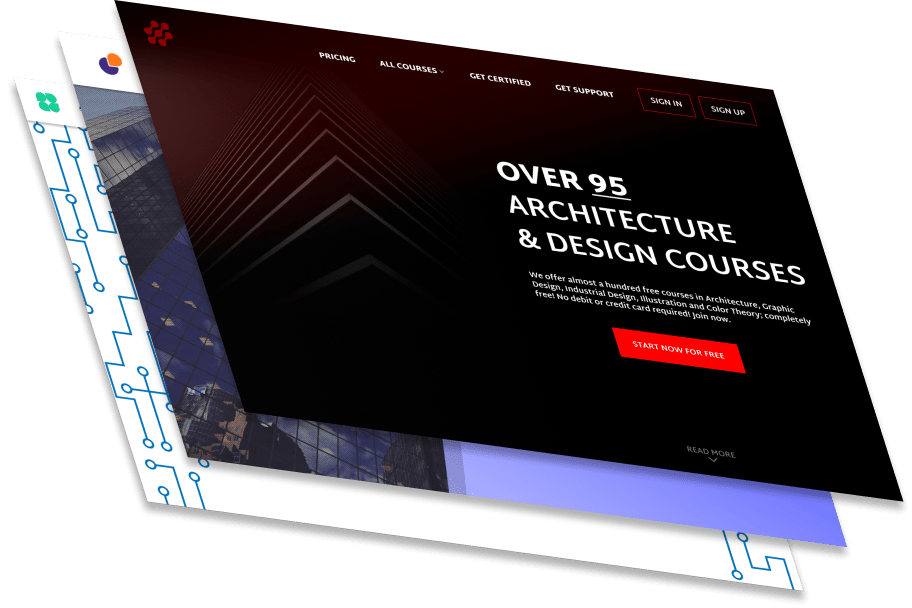 PRICING
ALL COURSES
GET CERTIFIED
GET SUPPORT
SIGN IN
SIGN UP
OVER 95
ARCHITECTURE
& DESIGN COURSES
We offer almost a hundred free courses in Architecture, Graphic
Design, Industrial Design, Illustration and Color Theory; completely
free! No debit or credit card required! Join now.
START NOW FOR FREE
READ MORE